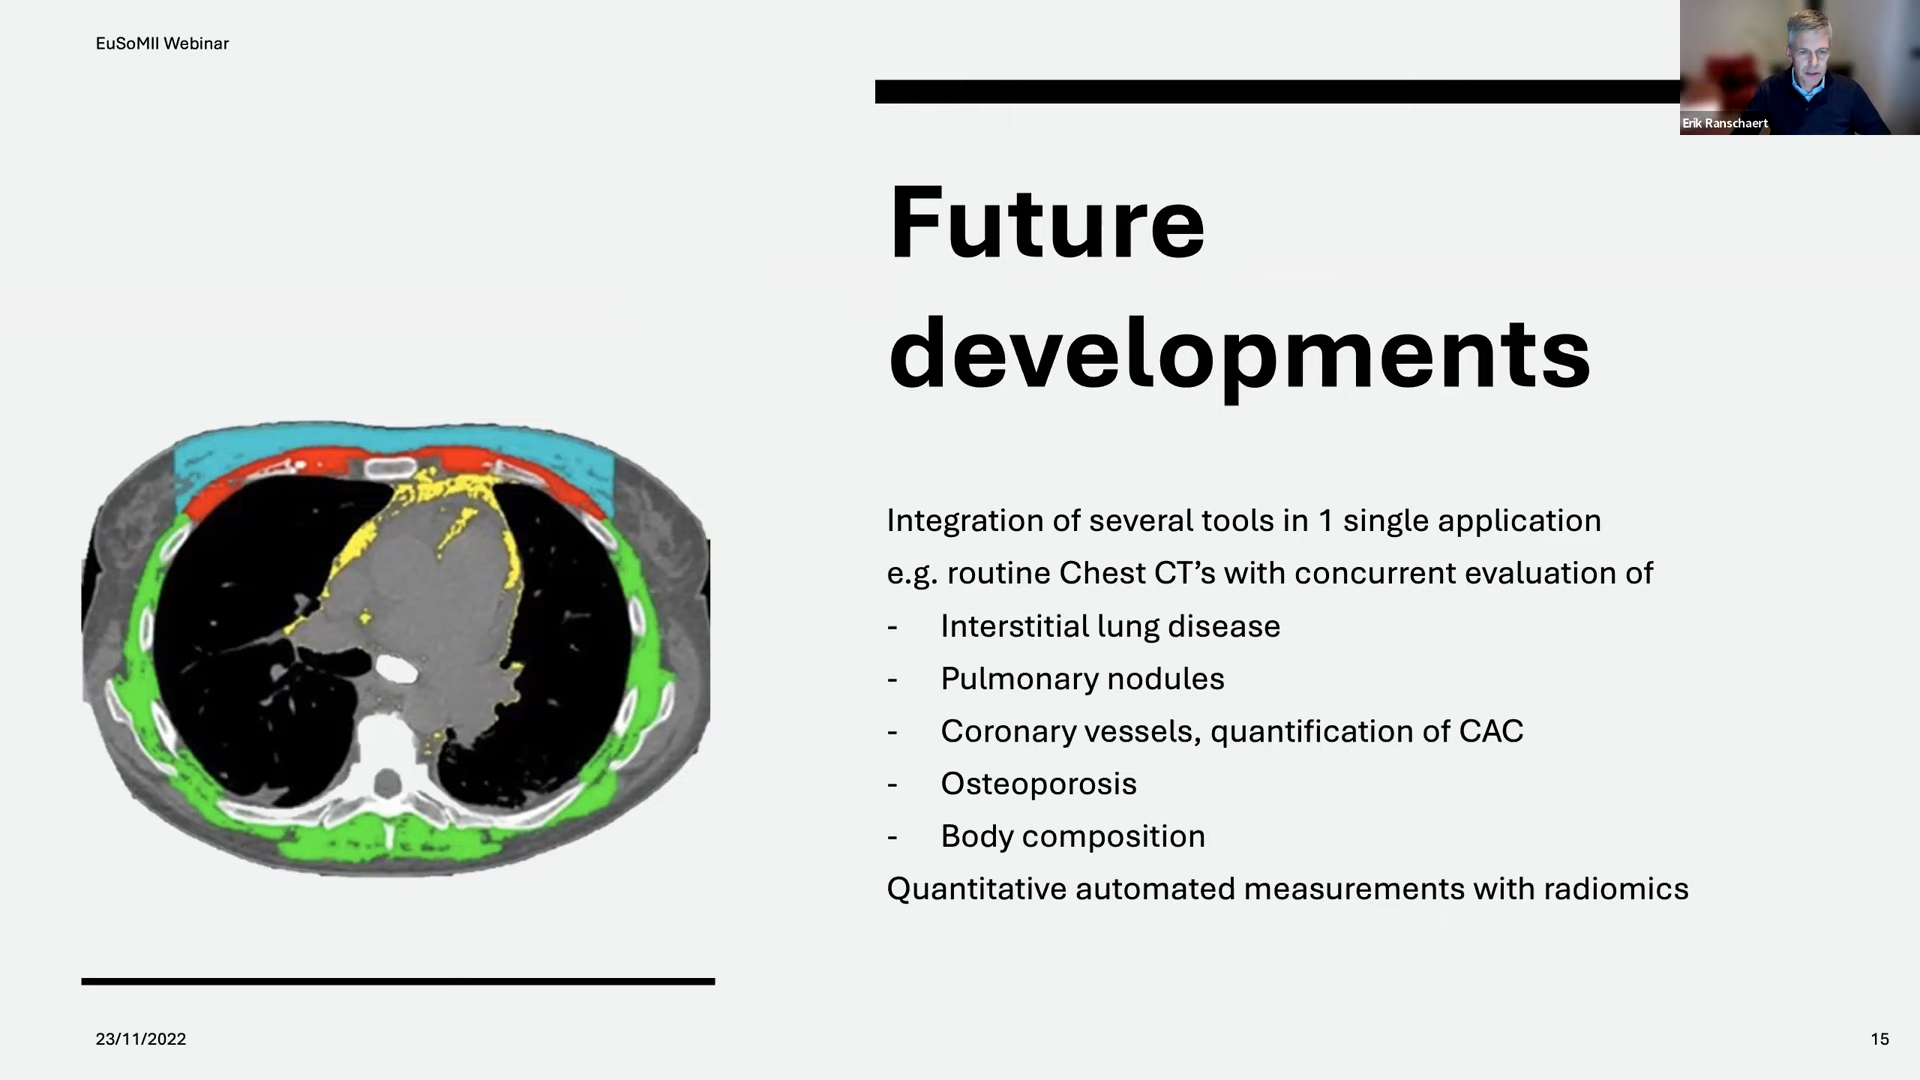 EuSoMII Webinar
Erik Ranschaert
Future
developments
Integration of several tools in 1 single application
e.g. routine Chest CT’s with concurrent evaluation of
- Interstitial lung disease
- Pulmonary nodules
- Coronary vessels, quantification of CAC
- Osteoporosis
- Body composition
Quantitative automated measurements with radiomics
23/11/2022
15